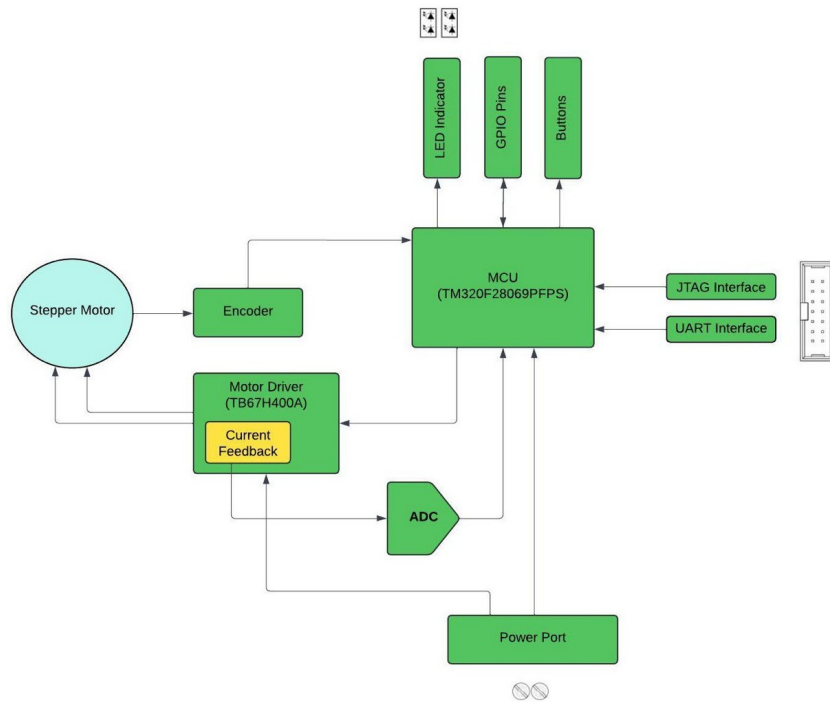 LED Indicator
GPIO Pins
Buttons
MCU
(TM320F28069PFPS)
JTAG Interface
UART Interface
Stepper Motor
Encoder
Motor Driver
(TB67H400A)
Current
Feedback
ADC
Power Port